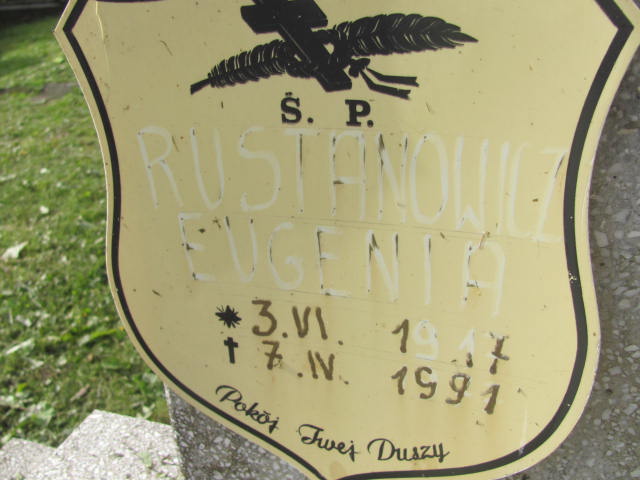 Ś. P.
RUSTANOWICZ
EUGENIA
* 3. VI. 1917
† 7. IV. 1991
Pokój Twej Duszy